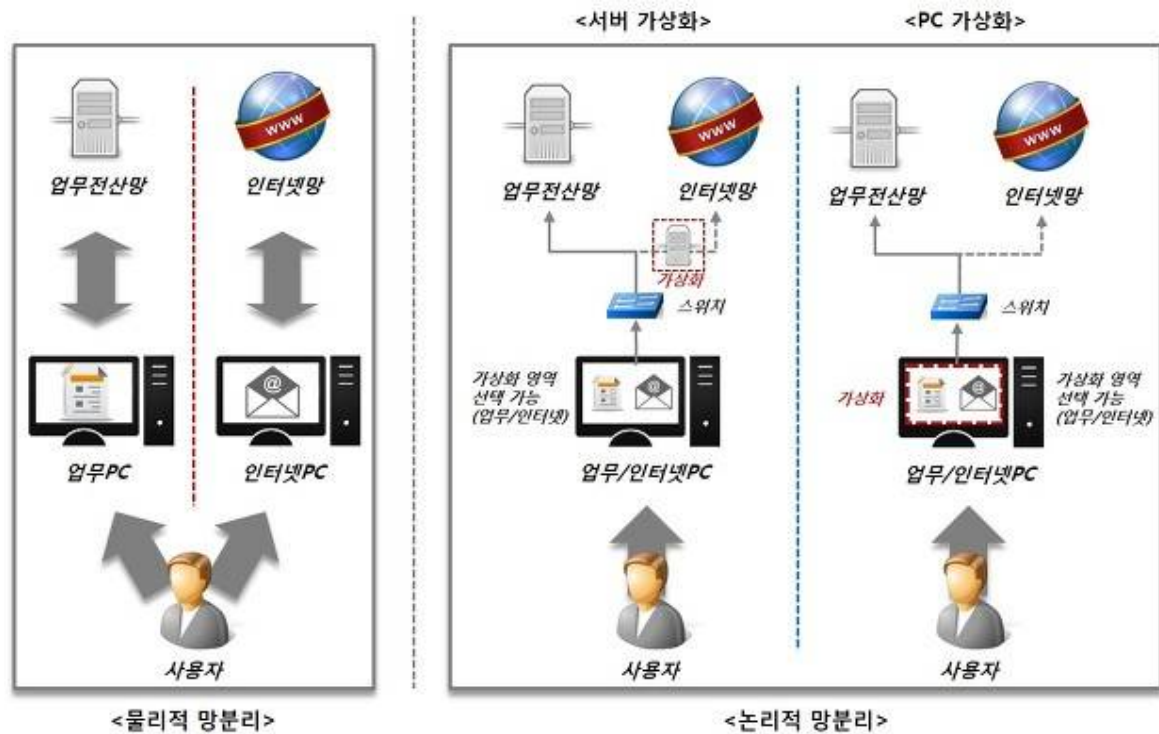 <서버 가상화>
<PC 가상화>
WWW
업무전산망
인터넷망
업무PC
@
인터넷PC
사용자
<물리적 망분리>
WWW
업무전산망
인터넷망
가상화
스위치
가상화 영역
선택 가능
(업무/인터넷)
@
업무/인터넷PC
사용자
WWW
업무전산망
인터넷망
스위치
가상화
@
가상화 영역
선택 가능
(업무/인터넷)
업무/인터넷PC
사용자
<논리적 망분리>